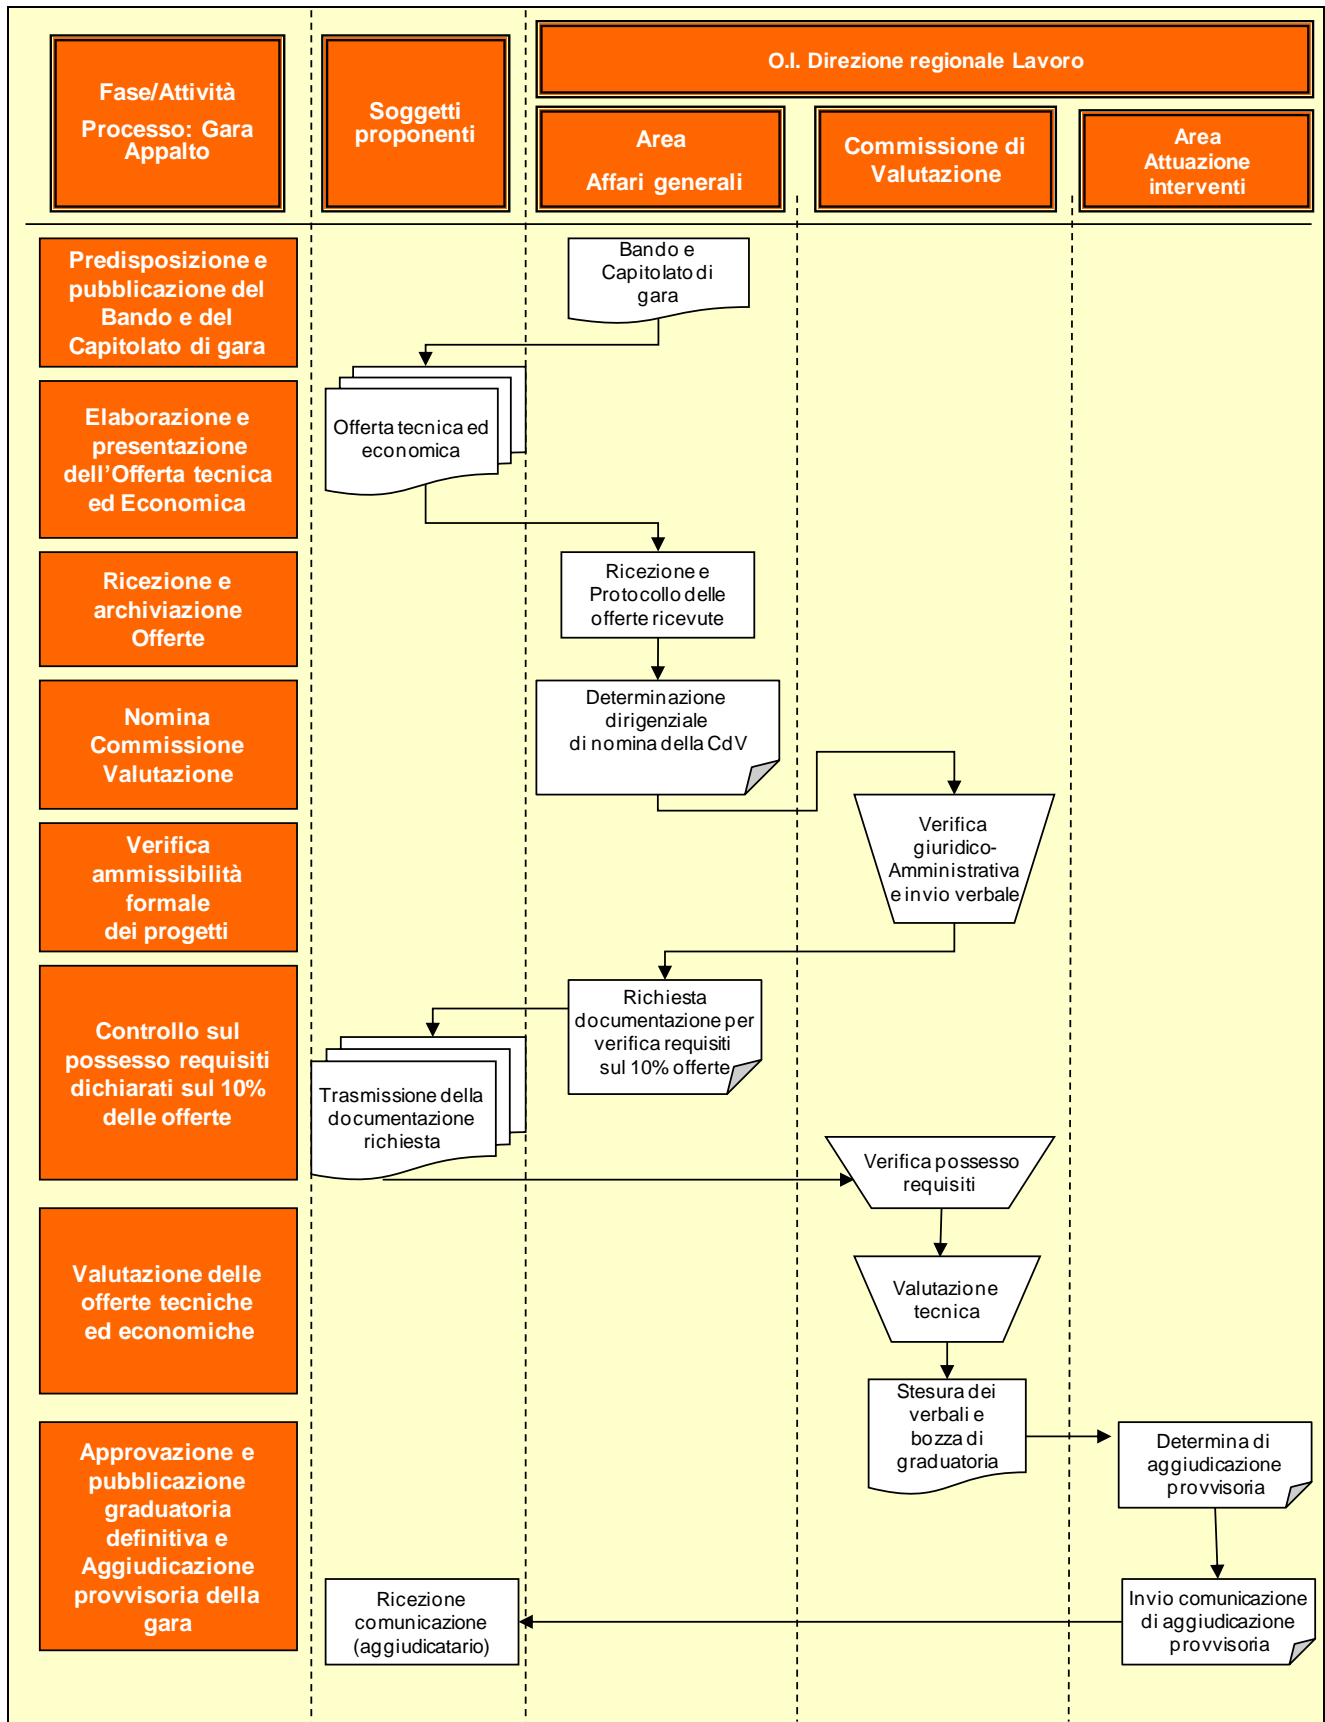 Fase/Attività
Processo: Gara
Appalto
Soggetti
proponenti
O.I. Direzione regionale Lavoro
Area
Affari generali
Commissione di
Valutazione
Area
Attuazione
interventi
Predisposizione e
pubblicazione del
Bando e del
Capitolato di gara
Bando e
Capitolato di
gara
Elaborazione e
presentazione
dell’Offerta tecnica
ed Economica
Offerta tecnica ed
economica
Ricezione e
archiviazione
Offerte
Ricezione e
Protocollo delle
offerte ricevute
Nomina
Commissione
Valutazione
Determinazione
dirigenziale
di nomina della CdV
Verifica
ammissibilità
formale
dei progetti
Verifica
giuridico-
Amministrativa
e invio verbale
Controllo sul
possesso requisiti
dichiarati sul 10%
delle offerte
Richiesta
documentazione per
verifica requisiti
sul 10% offerte
Trasmissione della
documentazione
richiesta
Verifica possesso
requisiti
Valutazione delle
offerte tecniche
ed economiche
Valutazione
tecnica
Stesura dei
verbali e
bozza di
graduatoria
Approvazione e
pubblicazione
graduatoria
definitiva e
Aggiudicazione
provvisoria della
gara
Determina di
aggiudicazione
provvisoria
Ricezione
comunicazione
(aggiudicatario)
Invio comunicazione
di aggiudicazione
provvisoria